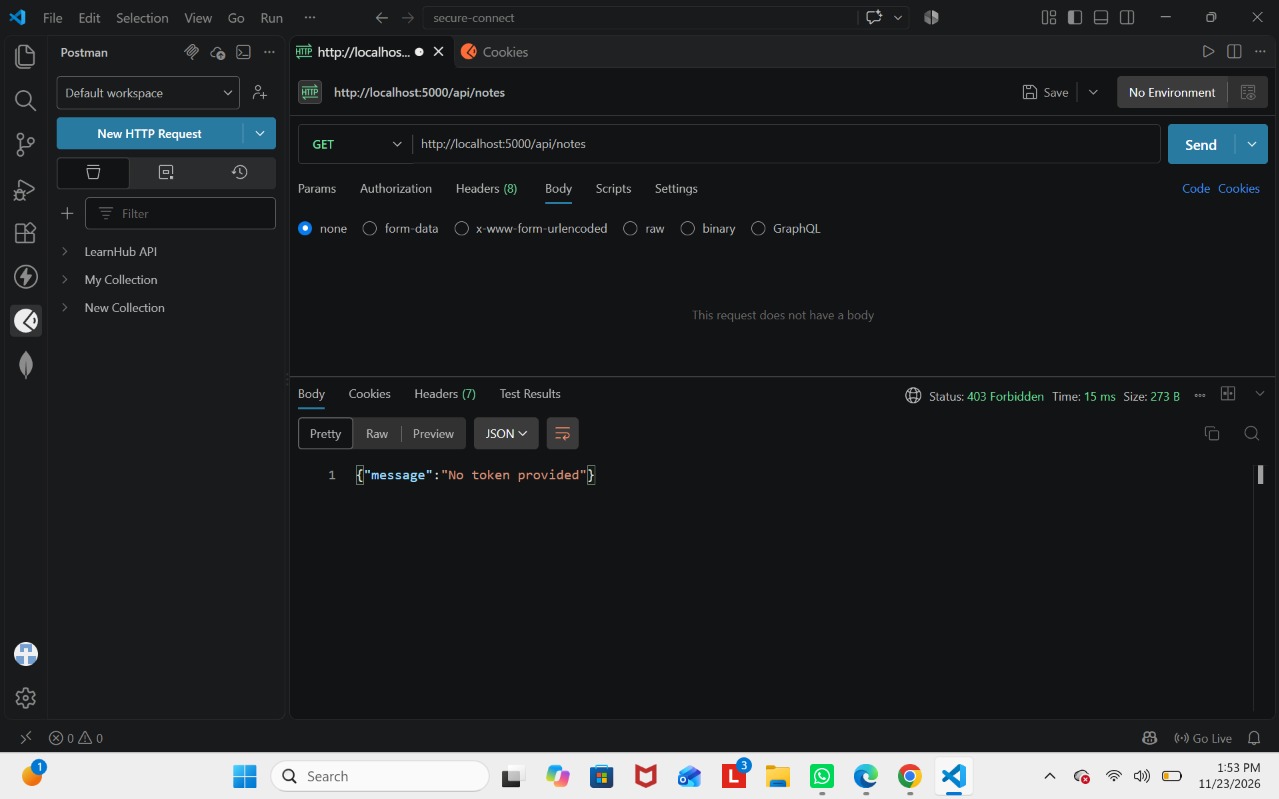 File Edit Selection View Go Run ··· secure-connect
Postman
http://localhos...
Cookies
Default workspace
HTTP http://localhost:5000/api/notes Save No Environment
New HTTP Request
GET http://localhost:5000/api/notes Send
Params Authorization Headers (8) Body Scripts Settings Code Cookies
Filter
none form-data x-www-form-urlencoded raw binary GraphQL
LearnHub API
My Collection
New Collection
This request does not have a body
Body Cookies Headers (7) Test Results Status: 403 Forbidden Time: 15 ms Size: 273 B
Pretty Raw Preview JSON
1 {"message":"No token provided"}
0 0 Go Live
1 Search L 3 1:53 PM
11/23/2026